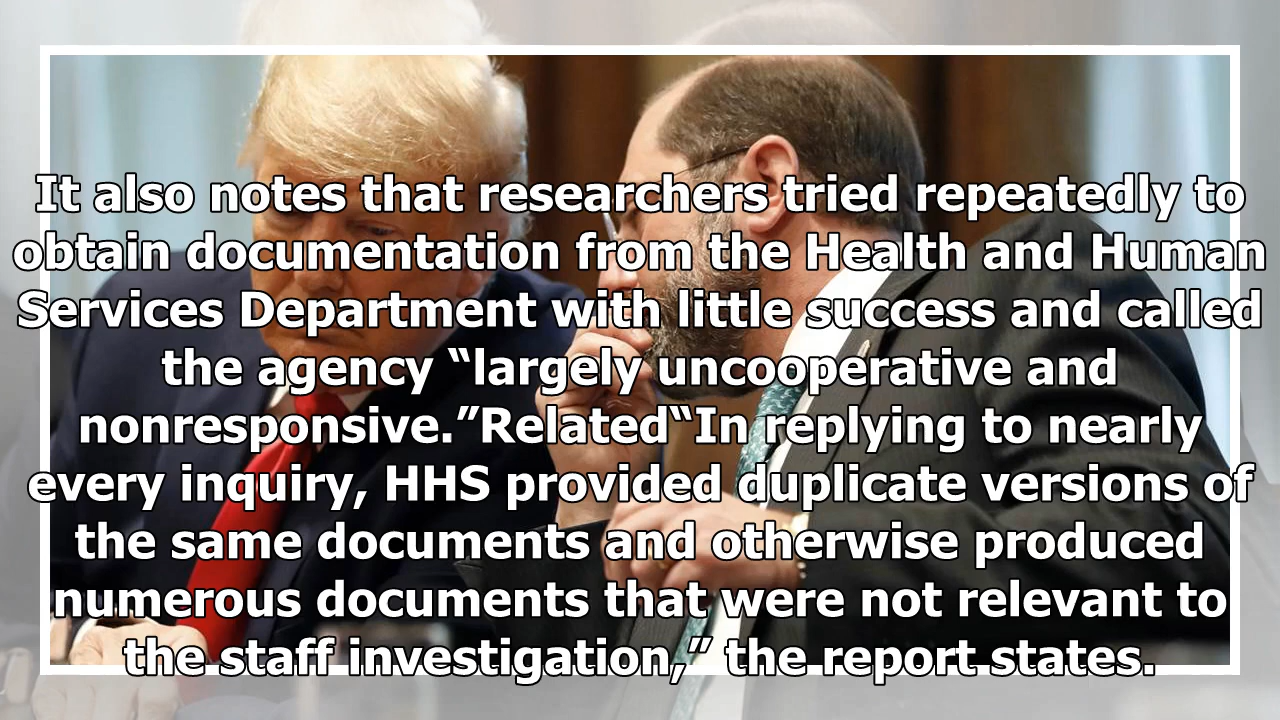 It also notes that researchers tried repeatedly to
obtain documentation from the Health and Human
Services Department with little success and called
the agency “largely uncooperative and
nonresponsive.”Related“In replying to nearly
every inquiry, HHS provided duplicate versions of
the same documents and otherwise produced
numerous documents that were not relevant to
the staff investigation,” the report states.